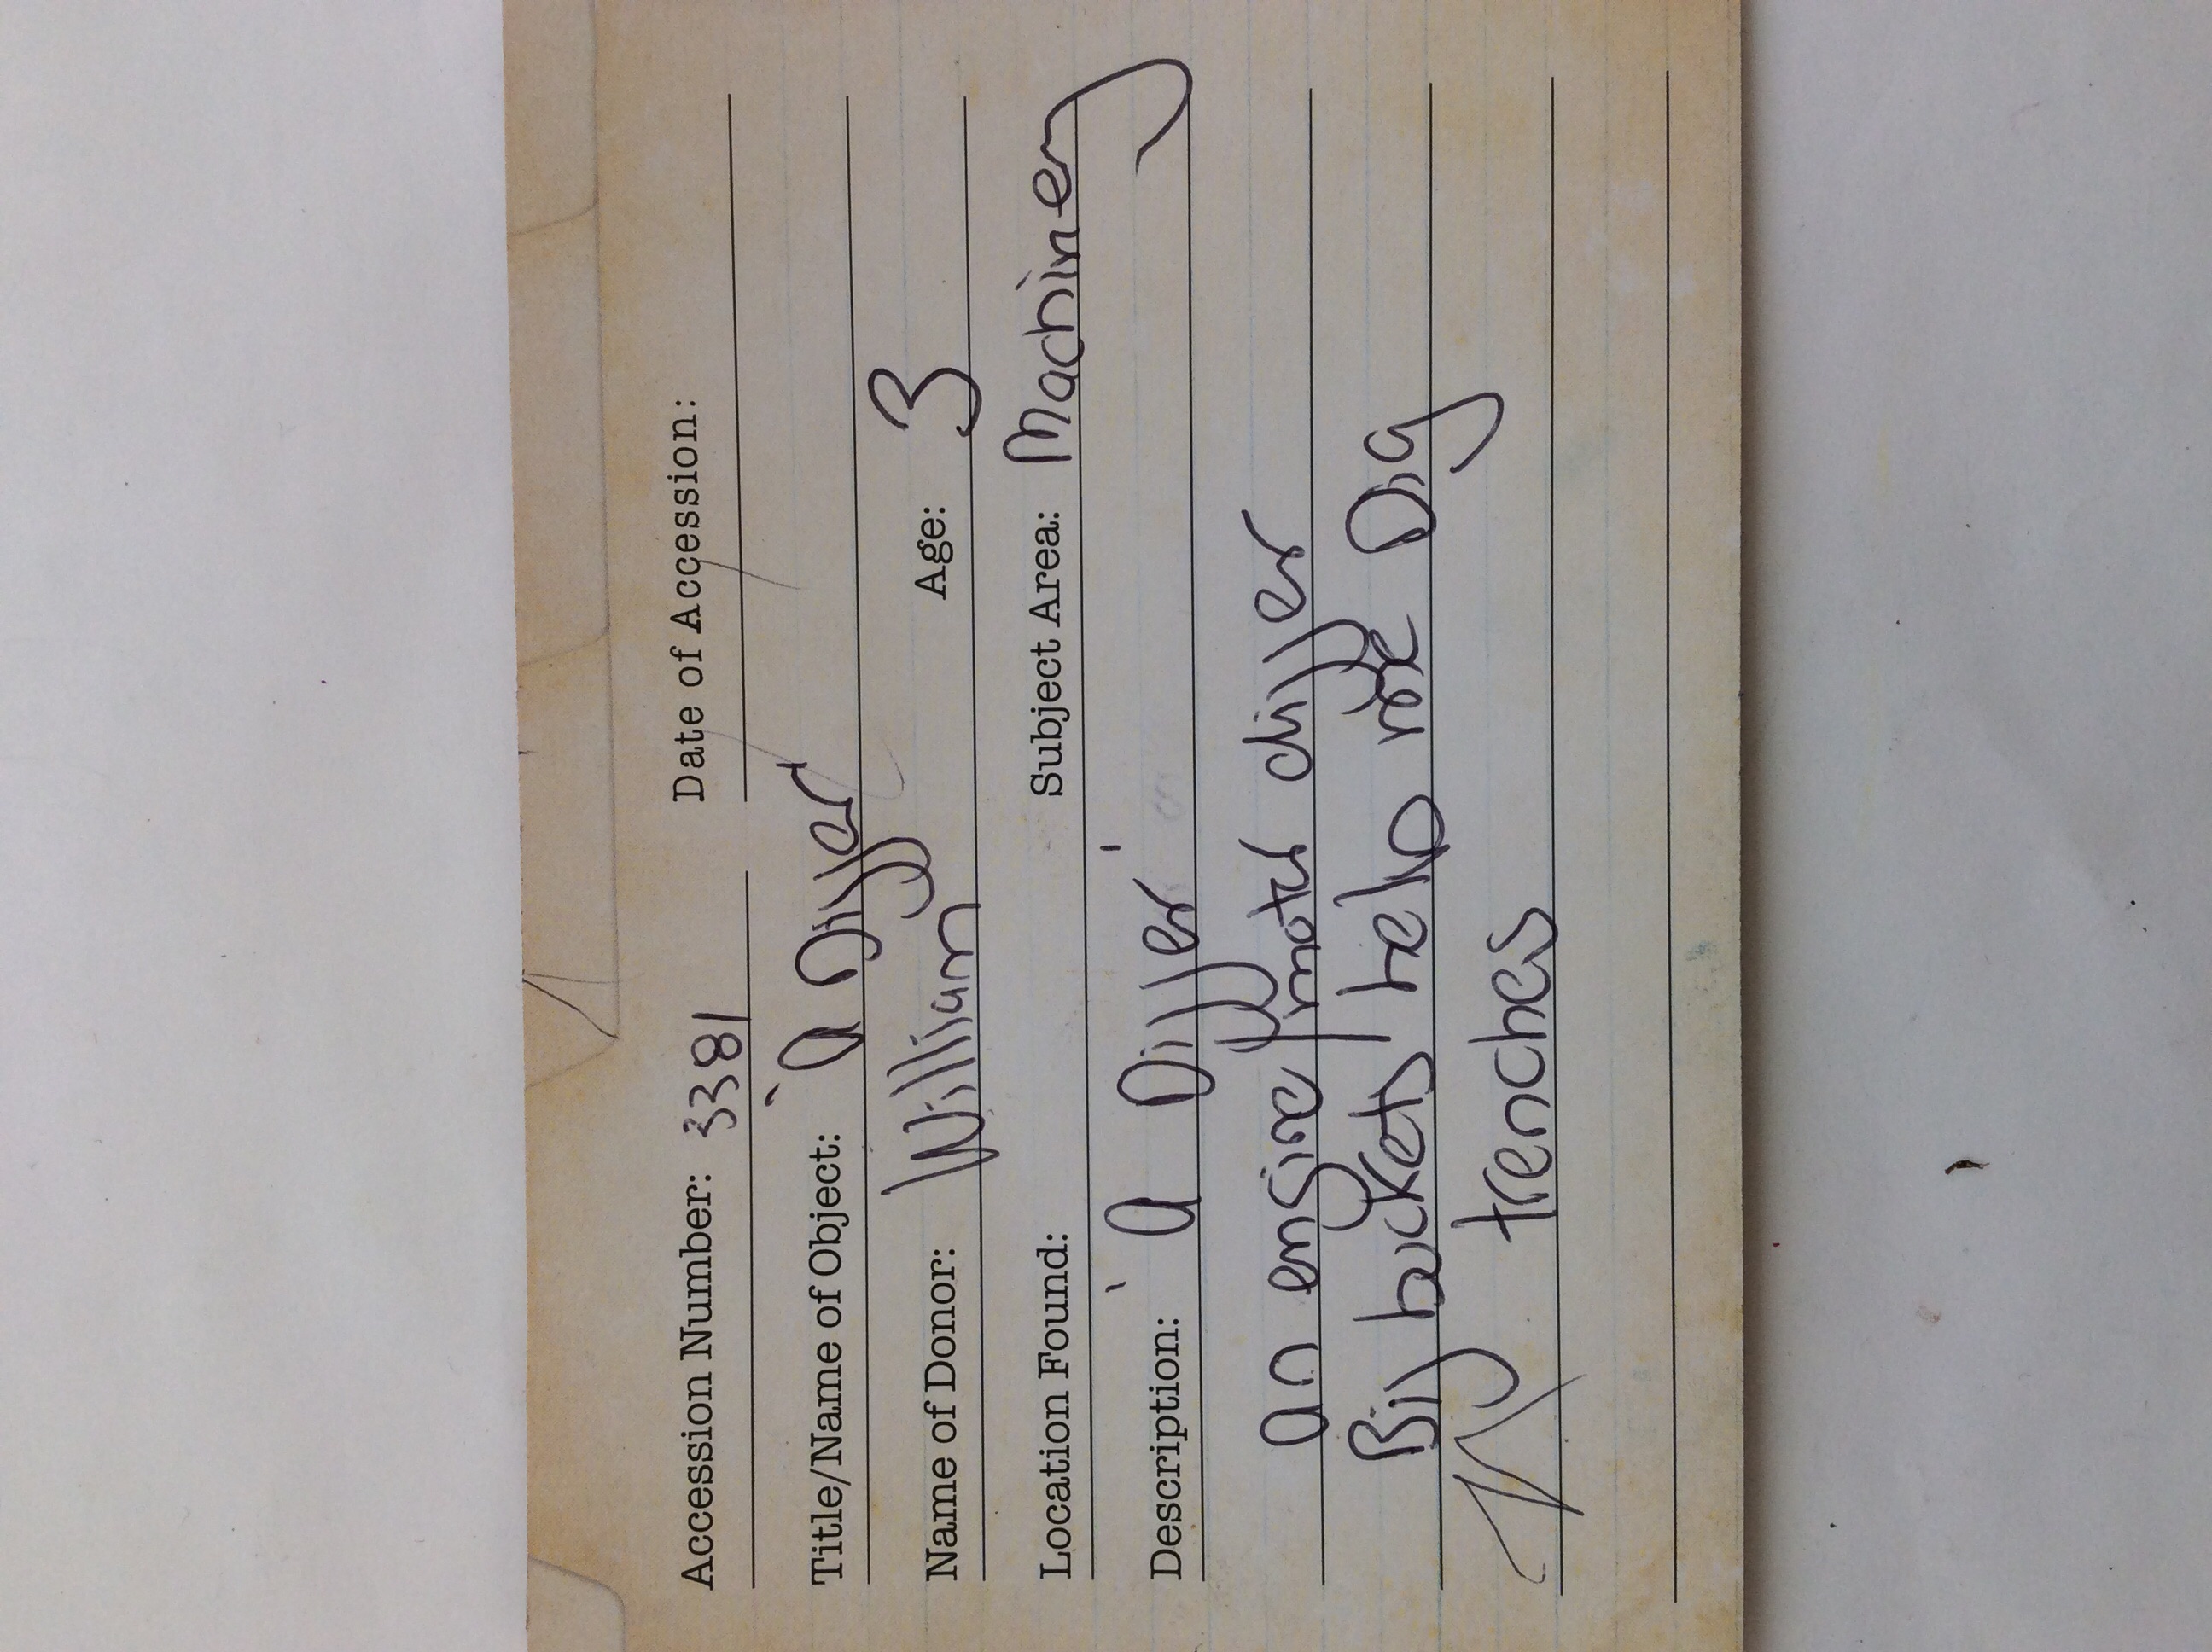 Accession Number: 3381 Date of Accession:
Title/Name of Object: 'a Digger
Name of Donor: William Age: 3
Location Found: Subject Area: Machinery
Description: 'a Digger'
an engine / motor digger
Big buckets / help me Dig
trenches